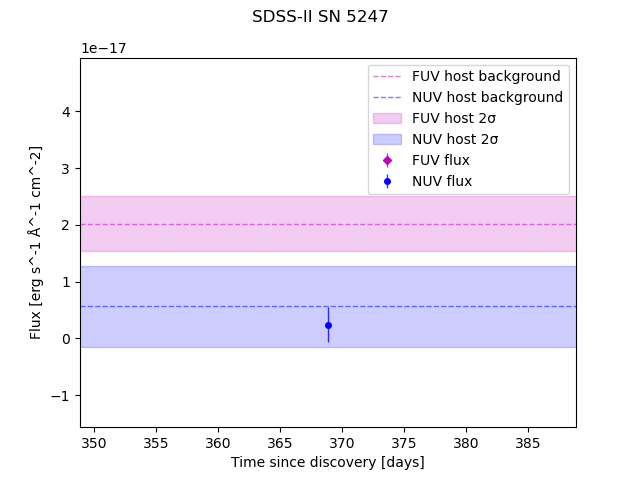 SDSS-II SN 5247
1e−17
FUV host background
NUV host background
FUV host 2σ
NUV host 2σ
FUV flux
NUV flux
4
3
2
1
0
−1
Flux [erg s^-1 Å^-1 cm^-2]
350 355 360 365 370 375 380 385
Time since discovery [days]